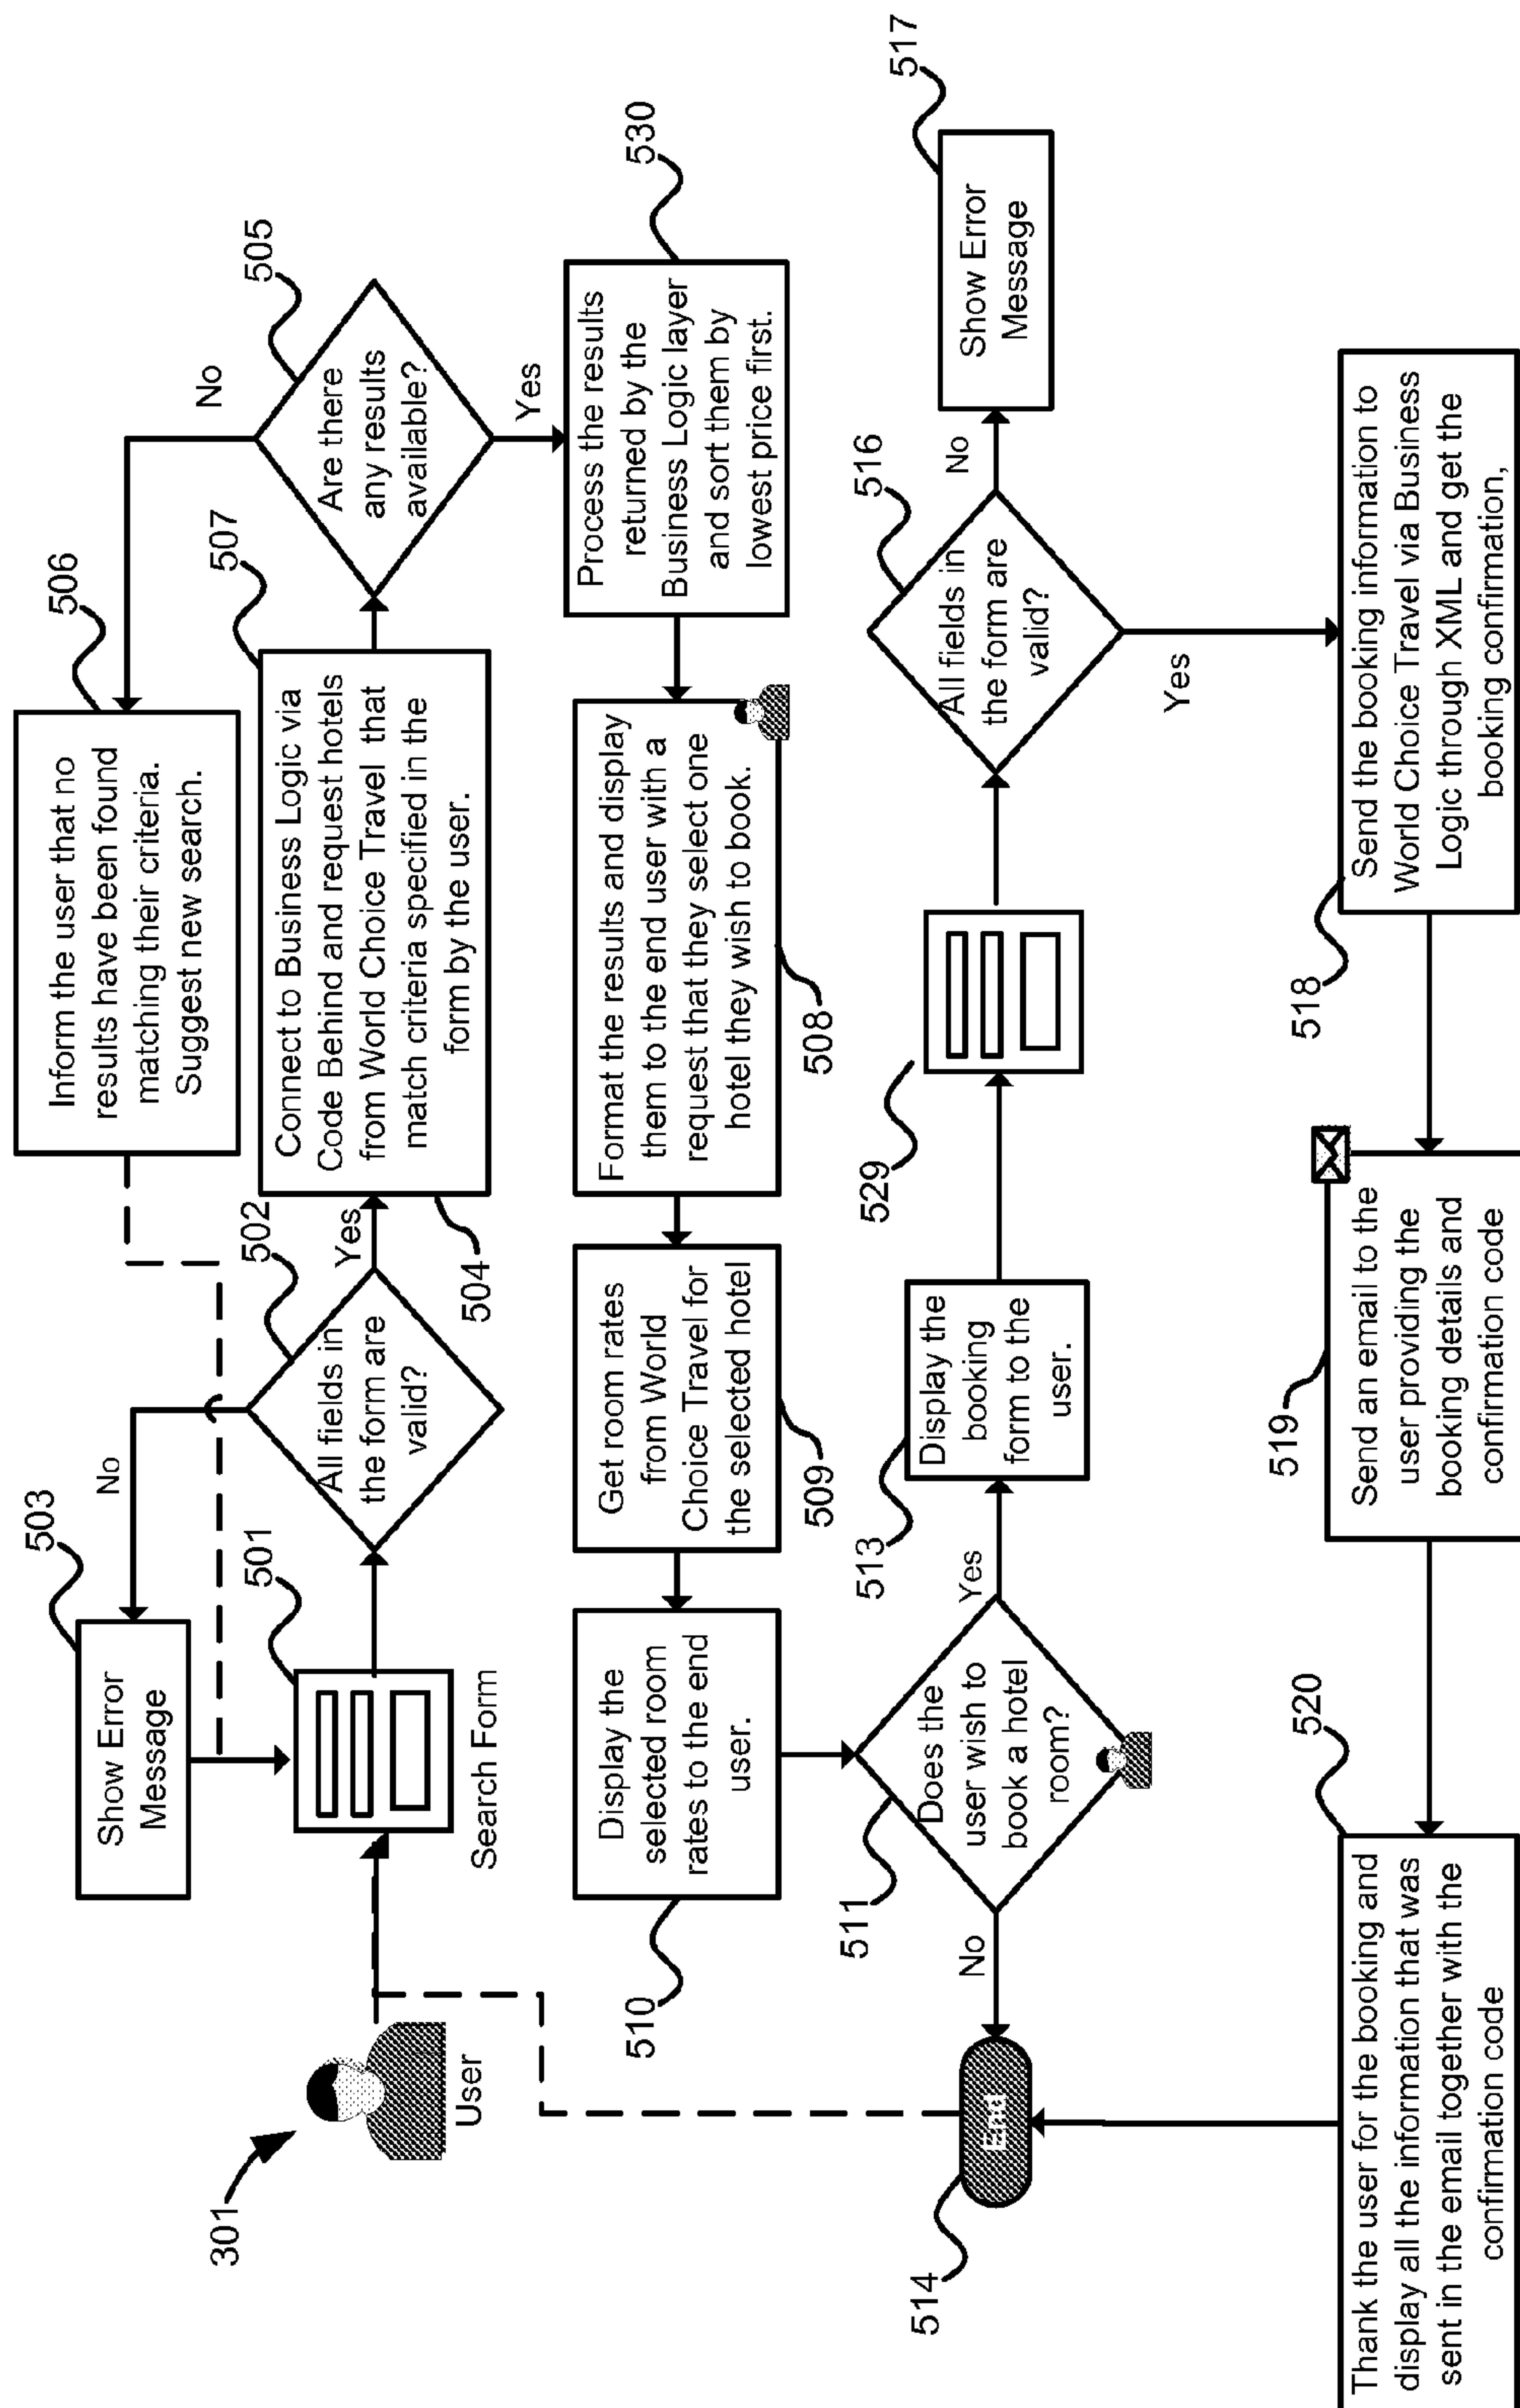 301
User
503
Show Error
Message
No
501
Search Form
502
All fields in
the form are
valid?
Yes
504
506
Inform the user that no
results have been found
matching their criteria.
Suggest new search.
507
Connect to Business Logic via
Code Behind and request hotels
from World Choice Travel that
match criteria specified in the
form by the user.
505
No
Are there
any results
available?
Yes
530
Process the results
returned by the
Business Logic layer
and sort them by
lowest price first.
Format the results and display
them to the end user with a
request that they select one
hotel they wish to book.
508
Get room rates
from World
Choice Travel for
the selected hotel
509
Display the
selected room
rates to the end
user.
510
511
Does the
user wish to
book a hotel
room?
No
End
514
Yes
513
Display the
booking
form to the
user.
529
516
All fields in
the form are
valid?
No
517
Show Error
Message
Yes
518
Send the booking information to
World Choice Travel via Business
Logic through XML and get the
booking confirmation,
519
Send an email to the
user providing the
booking details and
confirmation code
520
Thank the user for the booking and
display all the information that was
sent in the email together with the
confirmation code